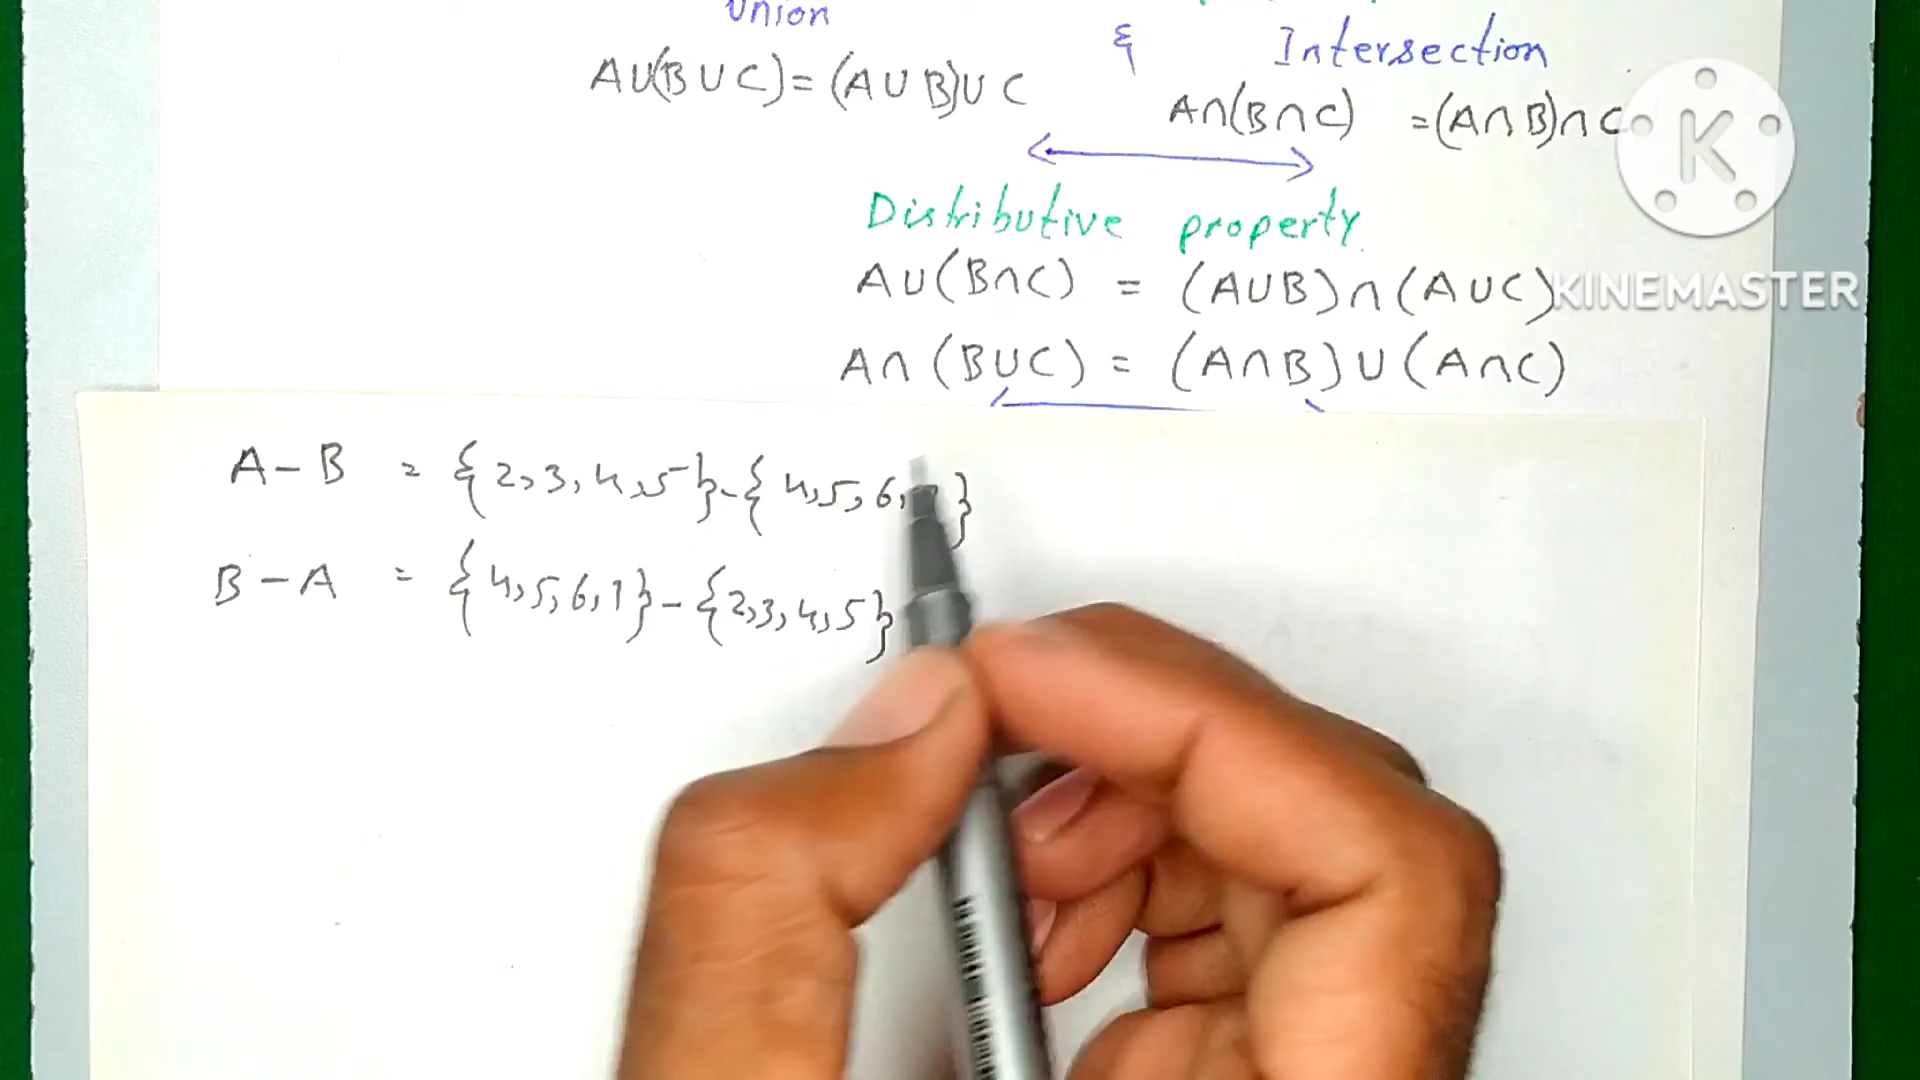 Union
& Intersection
A∪(B∪C)=(A∪B)∪C
A∩(B∩C) =(A∩B)∩C
Distributive property
A∪(B∩C) = (A∪B)∩(A∪C)
A∩(B∪C) = (A∩B)∪(A∩C)
A-B = {2,3,4,5}-{4,5,6, }
B-A = {4,5,6,7}-{2,3,4,5}
K
KINEMASTER